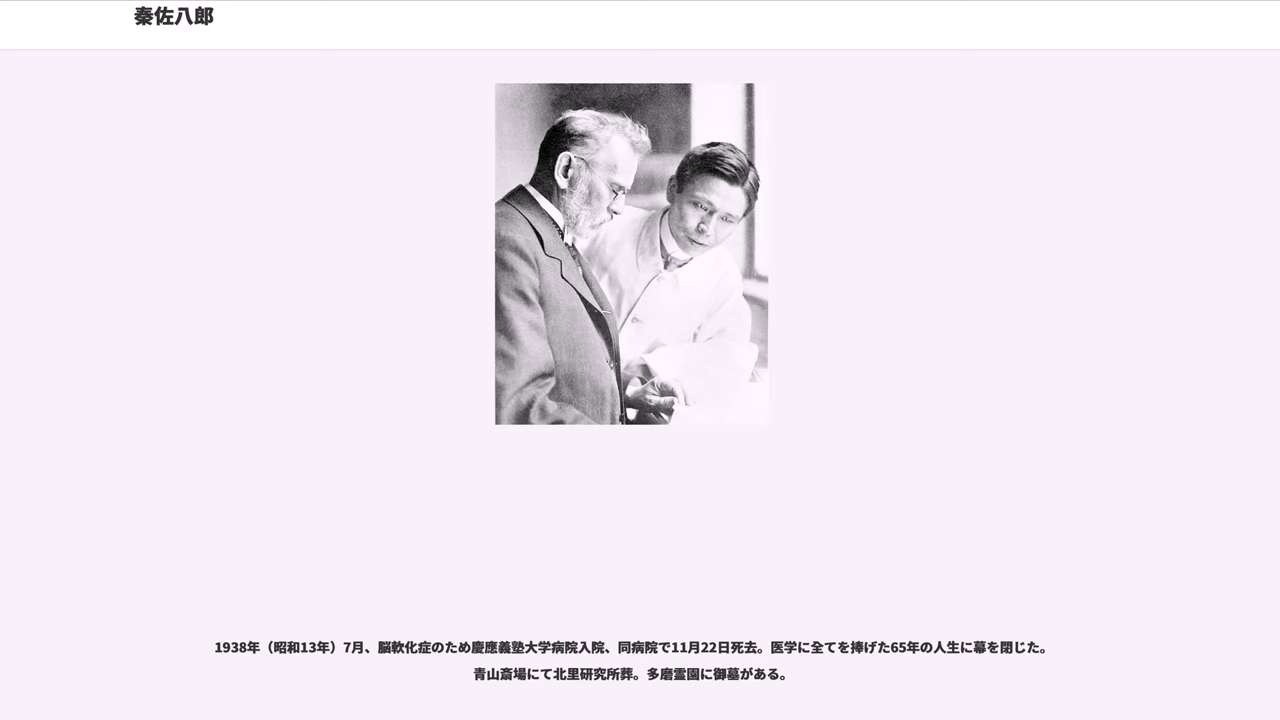 秦佐八郎
1938年（昭和13年）7月、脳軟化症のため慶應義塾大学病院入院、同病院で11月22日死去。医学に全てを捧げた65年の人生に幕を閉じた。
青山斎場にて北里研究所葬。多磨霊園に御墓がある。